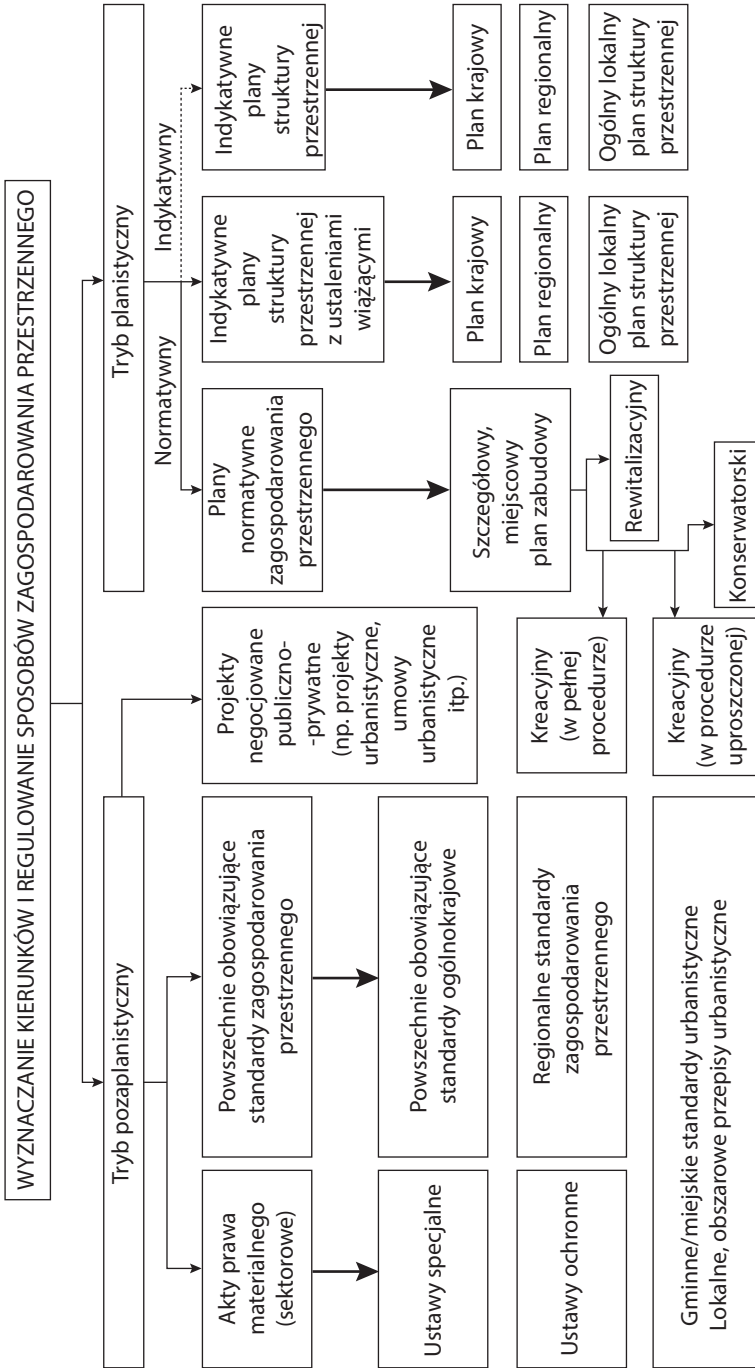 WYZNACZANIE KIERUNKÓW I REGULOWANIE SPOSOBÓW ZAGOSPODAROWANIA PRZESTRZENNEGO
Tryb pozaplanistyczny
Tryb planistyczny
Normatywny
Indykatywny
Akty prawa
materialnego
(sektorowe)
Powszechnie obowiązujące
standardy zagospodarowania
przestrzennego
Projekty
negocjowane
publiczno-
-prywatne
(np. projekty
urbanistyczne,
umowy
urbanistyczne
itp.)
Plany
normatywne
zagospodarowania
przestrzennego
Indykatywne
plany
struktury
przestrzennej
z ustaleniami
wiążącymi
Indykatywne
plany
struktury
przestrzennej
Ustawy specjalne
Powszechnie obowiązujące
standardy ogólnokrajowe
Szczegółowy,
miejscowy
plan zabudowy
Plan krajowy
Plan krajowy
Ustawy ochronne
Regionalne standardy
zagospodarowania
przestrzennego
Kreacyjny
(w pełnej
procedurze)
Rewitalizacyjny
Plan regionalny
Plan regionalny
Gminne/miejskie standardy urbanistyczne
Lokalne, obszarowe przepisy urbanistyczne
Kreacyjny
(w procedurze
uproszczonej)
Konserwatorski
Ogólny lokalny
plan struktury
przestrzennej
Ogólny lokalny
plan struktury
przestrzennej